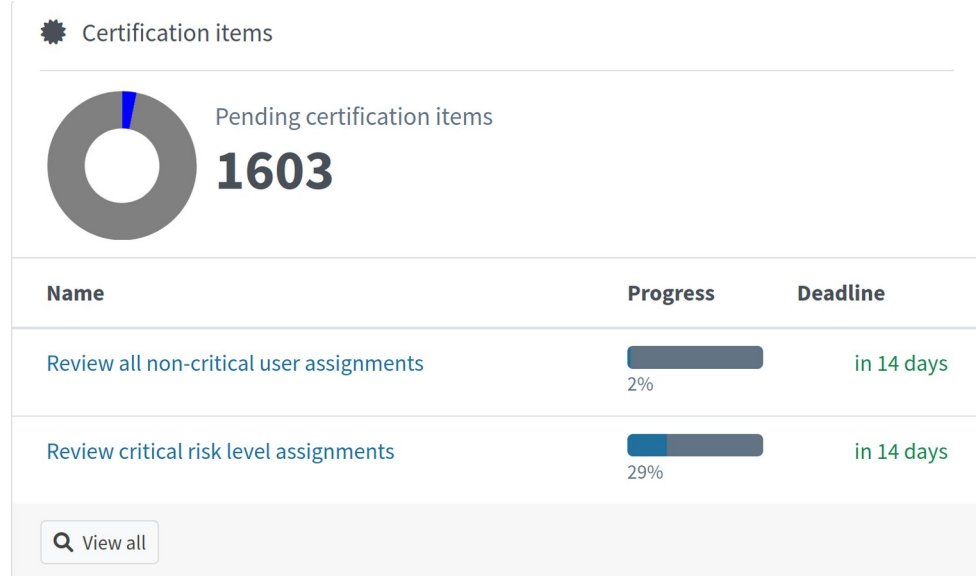 Certification items
Pending certification items
1603
Name Progress Deadline
Review all non-critical user assignments in 14 days
2%
Review critical risk level assignments in 14 days
29%
View all